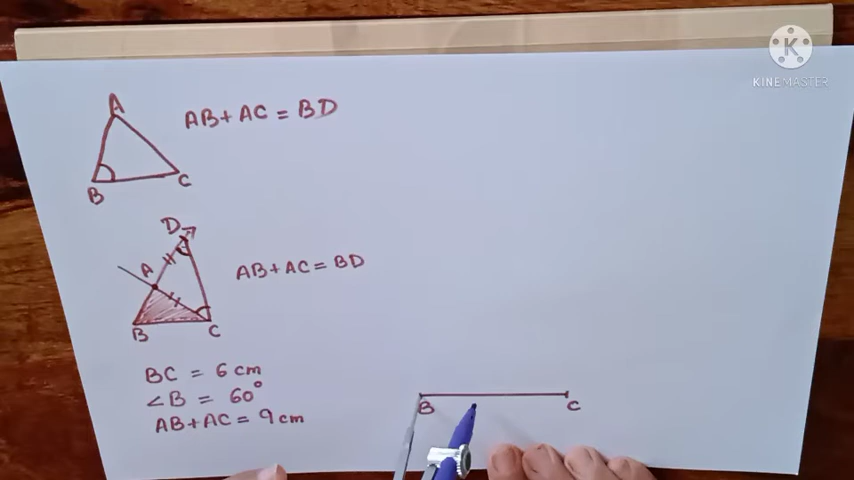 K
KINEMASTER
A
AB+AC = BD
B
C
D
A
AB+AC = BD
B
C
BC = 6 cm
∠B = 60°
AB+AC = 9 cm
B
C